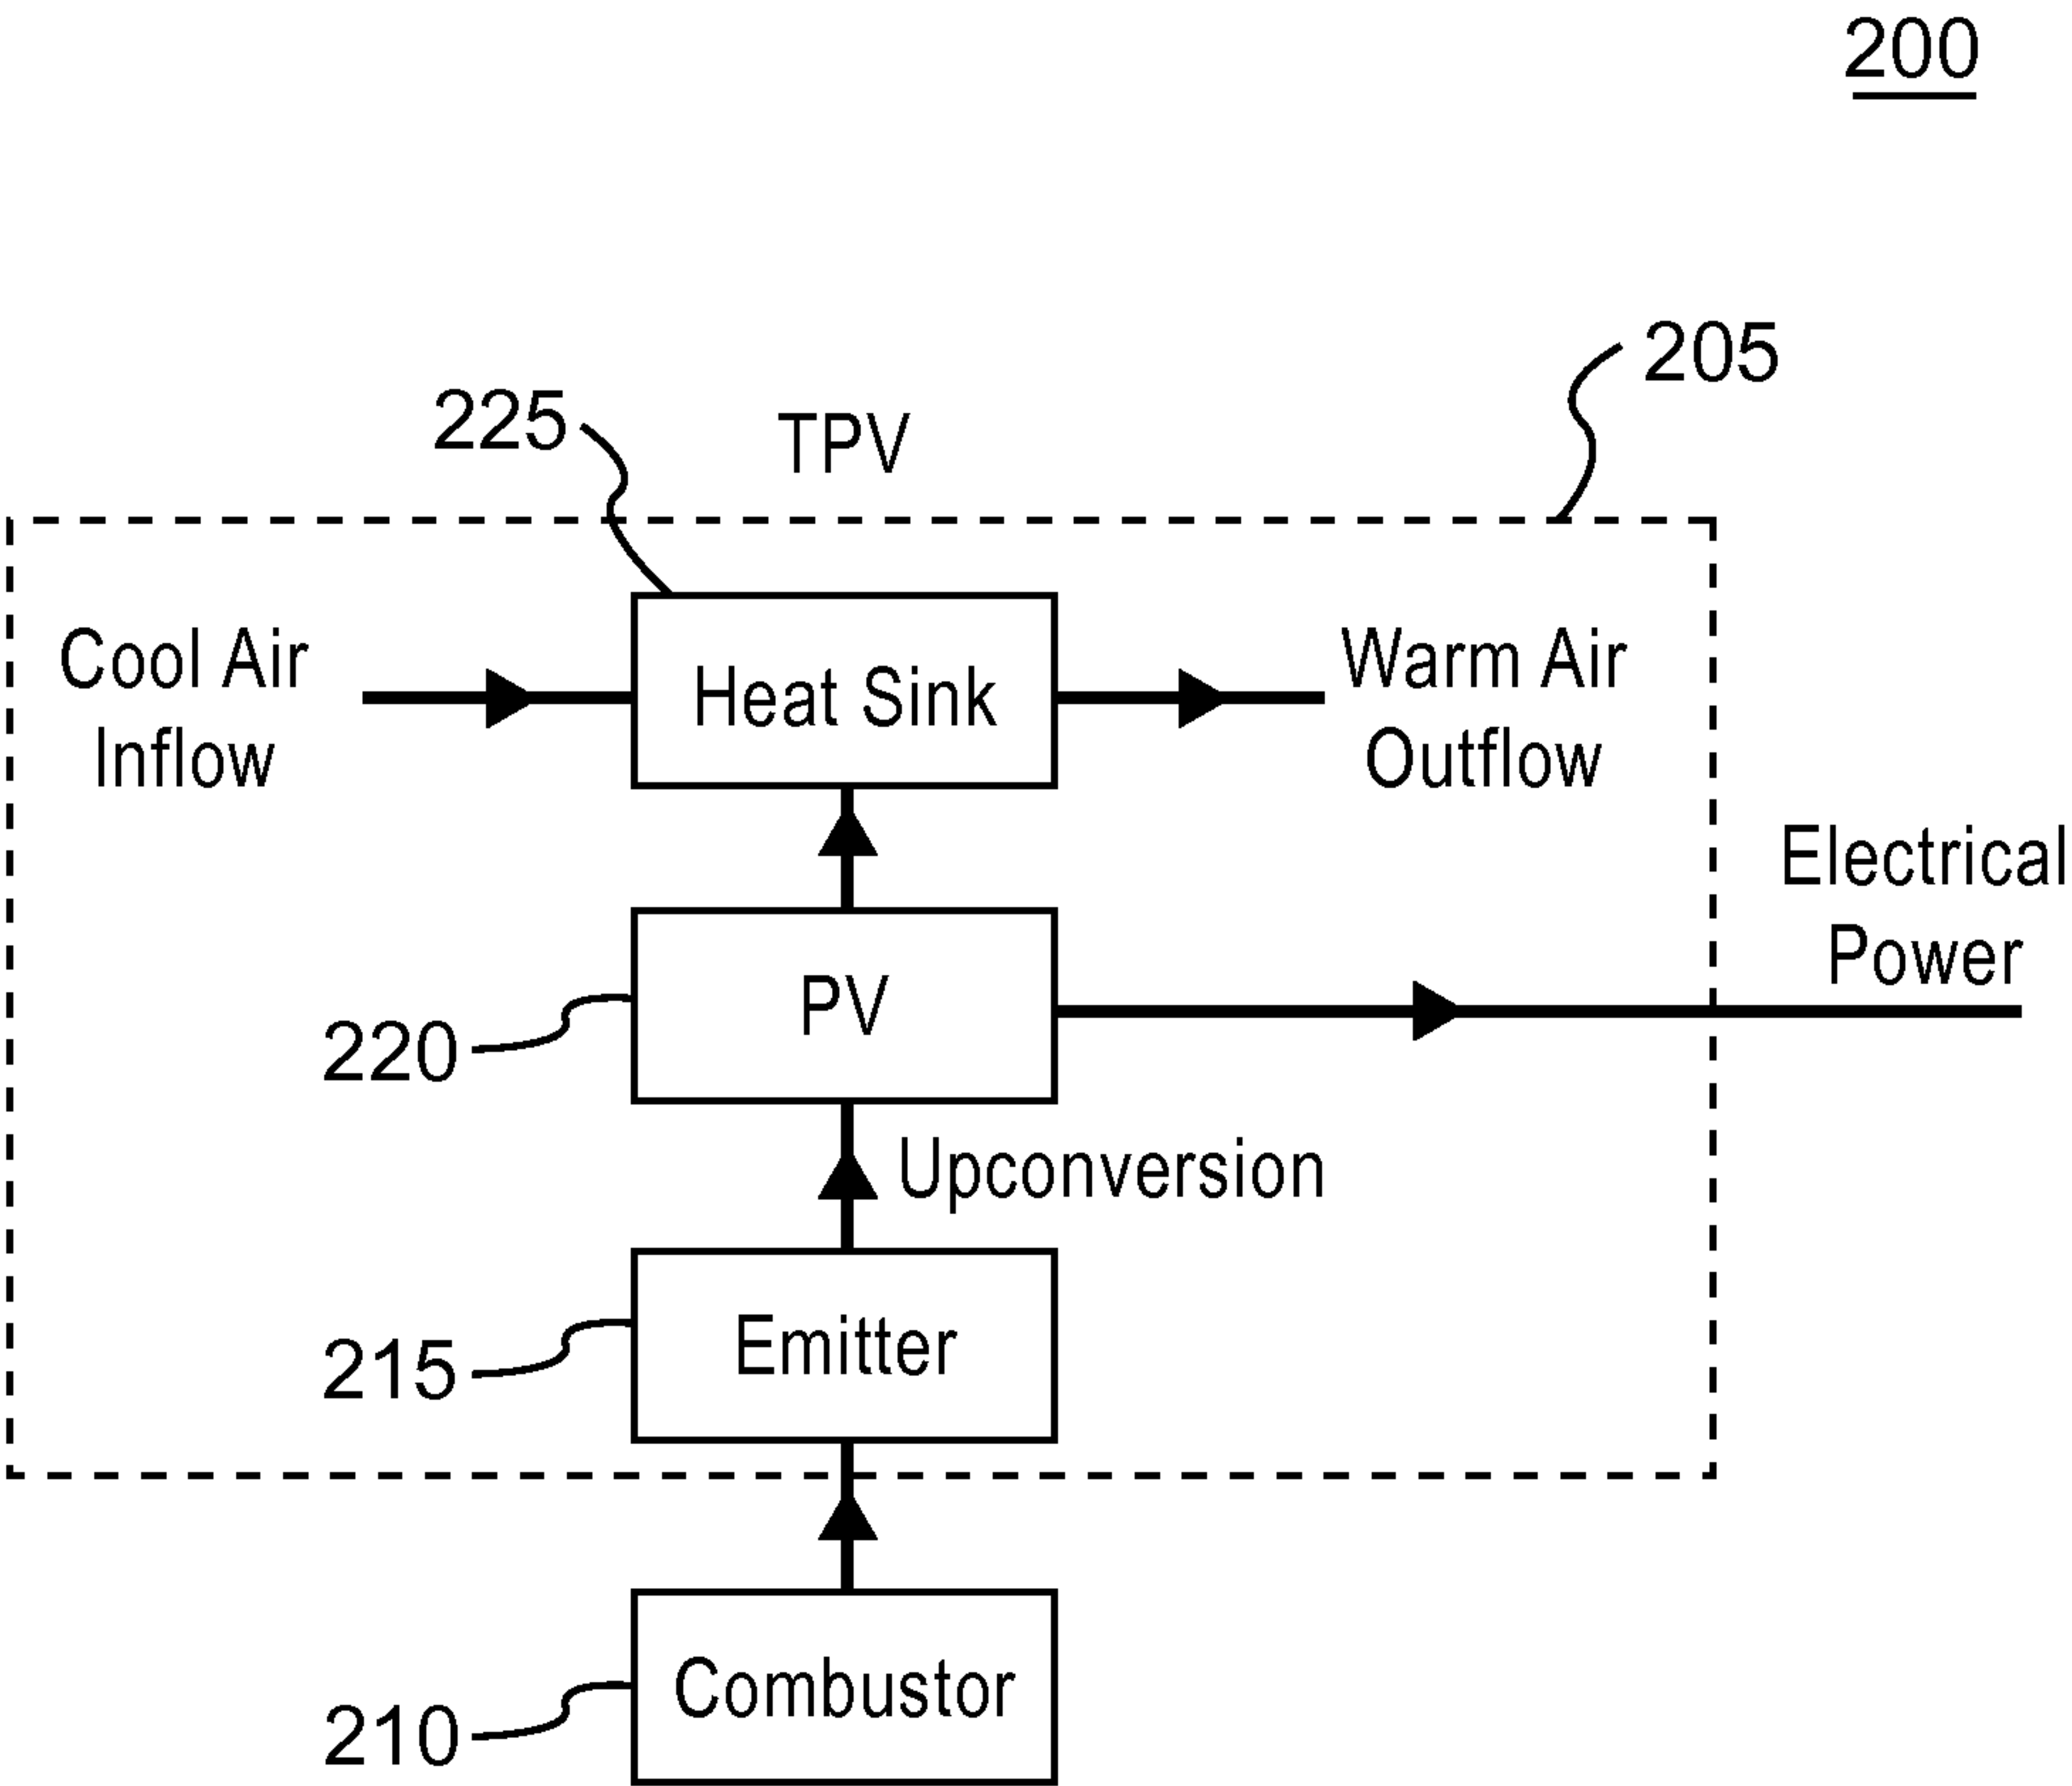 200
205
225
TPV
Cool Air
Inflow
Heat Sink
Warm Air
Outflow
Electrical
Power
PV
220
Upconversion
Emitter
215
Combustor
210